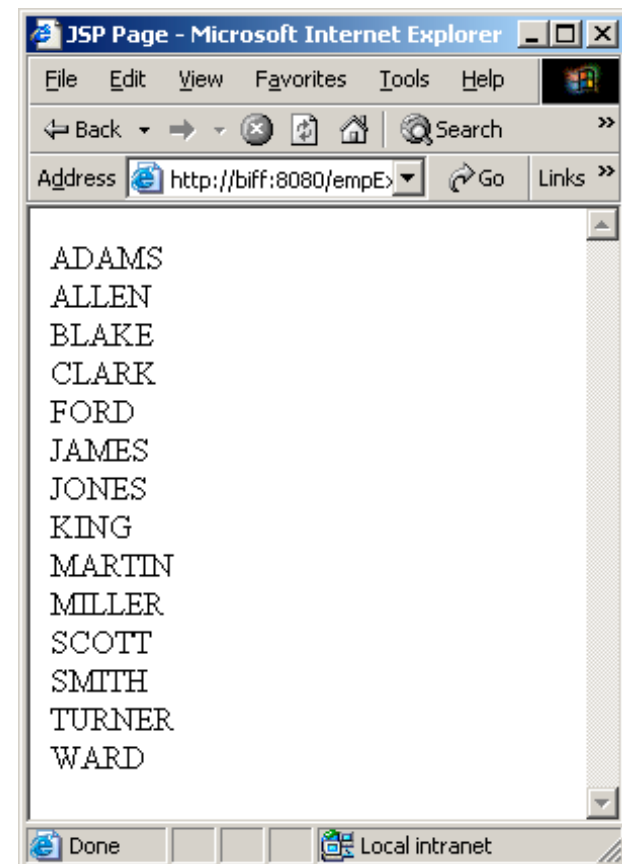 JSP Page - Microsoft Internet Explorer
File Edit View Favorites Tools Help
Back Search »
Address http://biff:8080/empEx Go Links »
ADAMS
ALLEN
BLAKE
CLARK
FORD
JAMES
JONES
KING
MARTIN
MILLER
SCOTT
SMITH
TURNER
WARD
Done Local intranet